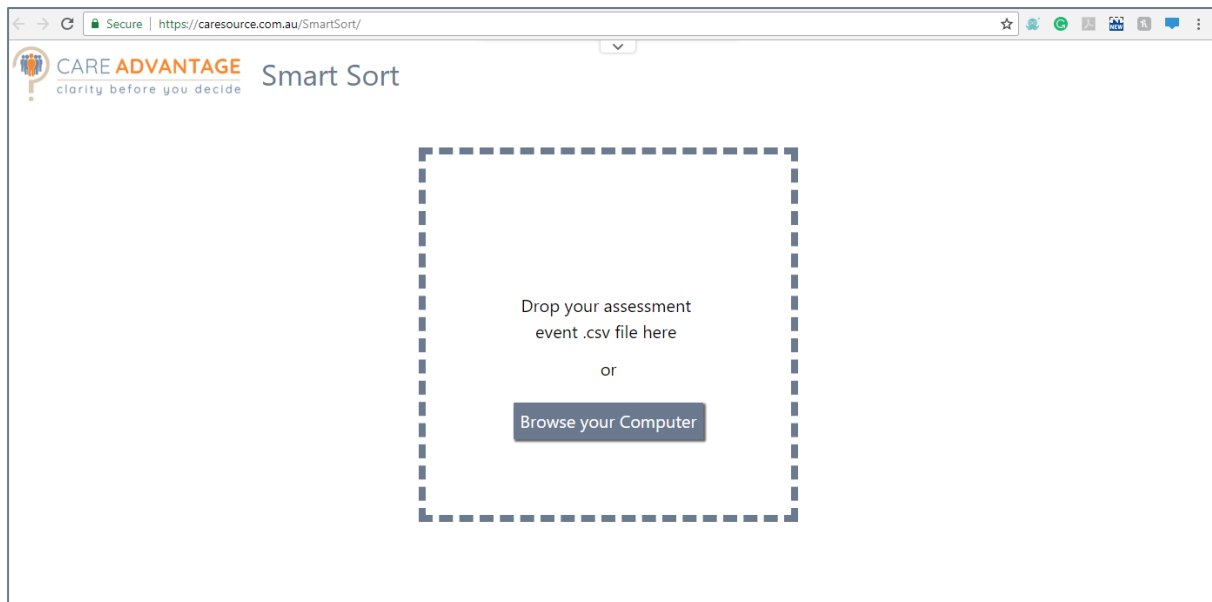 Secure | https://caresource.com.au/SmartSort/
CARE ADVANTAGE
clarity before you decide
Smart Sort
Drop your assessment
event .csv file here
or
Browse your Computer